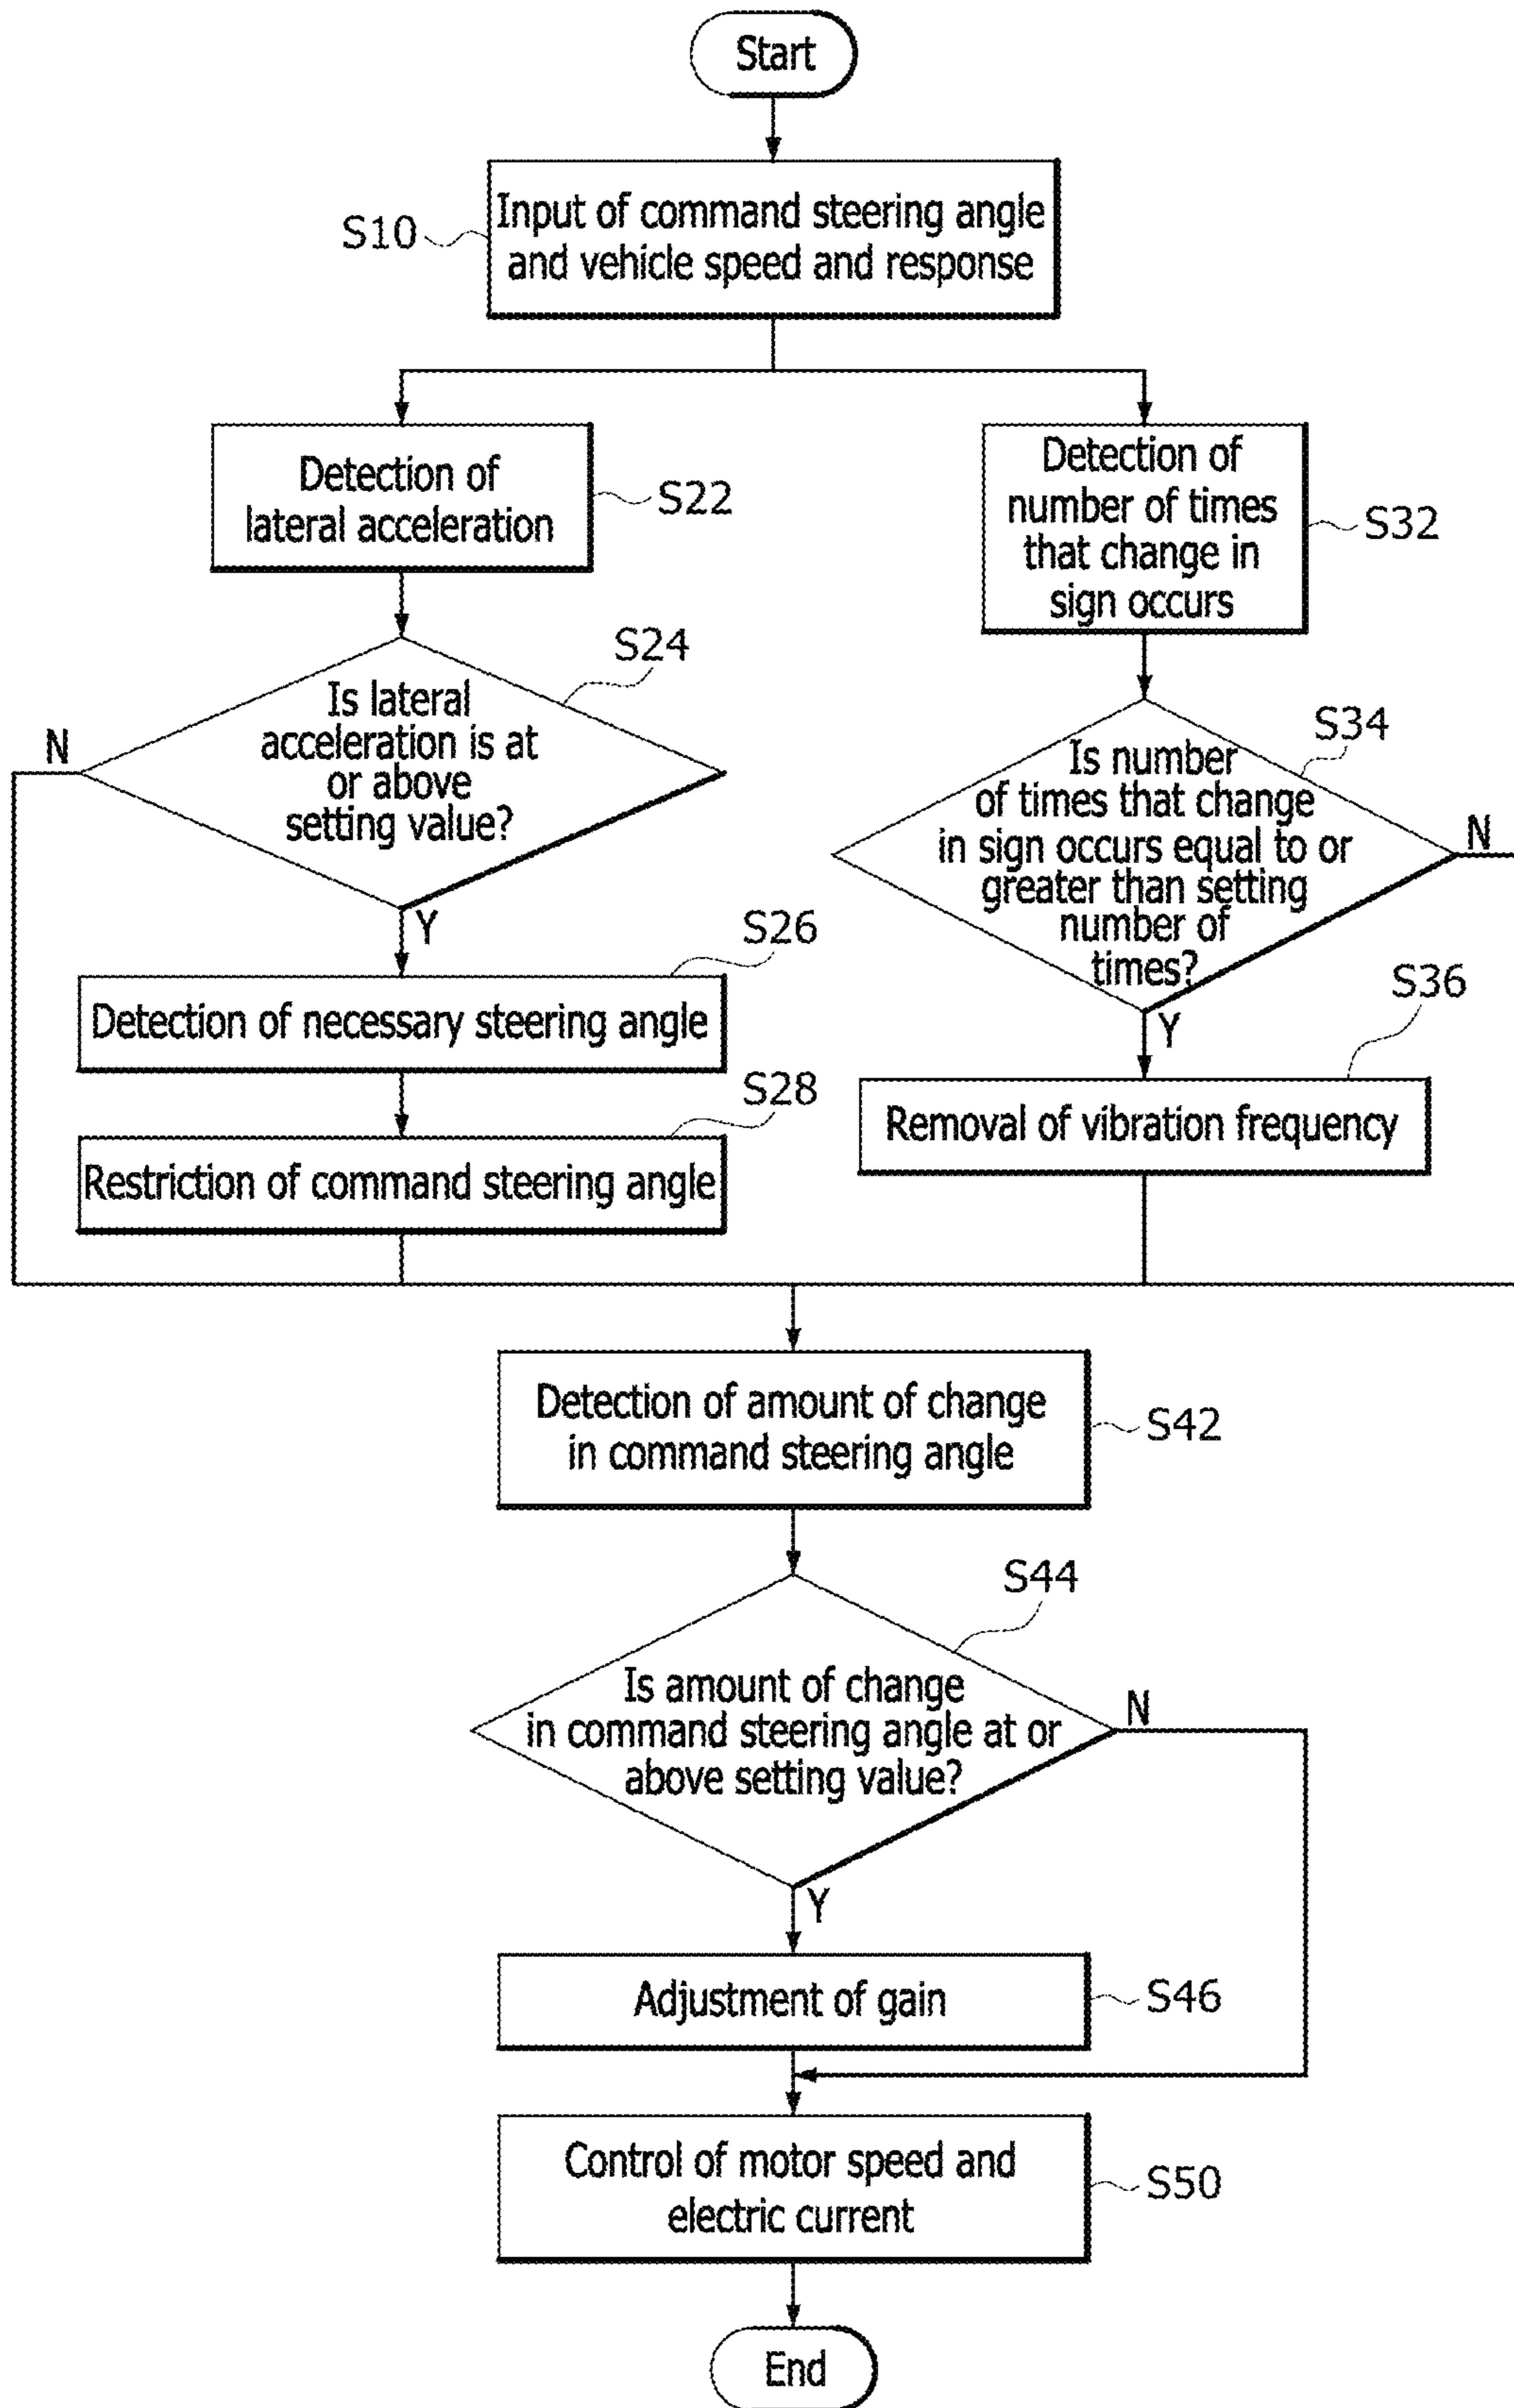 Start
S10
Input of command steering angle
and vehicle speed and response
Detection of
lateral acceleration
S22
Detection of
number of times
that change in
sign occurs
S32
S24
Is lateral
acceleration is at
or above
setting value?
N
Y
S34
Is number
of times that change
in sign occurs equal to or
greater than setting
number of
times?
N
Y
S26
Detection of necessary steering angle
S36
Removal of vibration frequency
S28
Restriction of command steering angle
Detection of amount of change
in command steering angle
S42
S44
Is amount of change
in command steering angle at or
above setting value?
N
Y
Adjustment of gain
S46
Control of motor speed and
electric current
S50
End